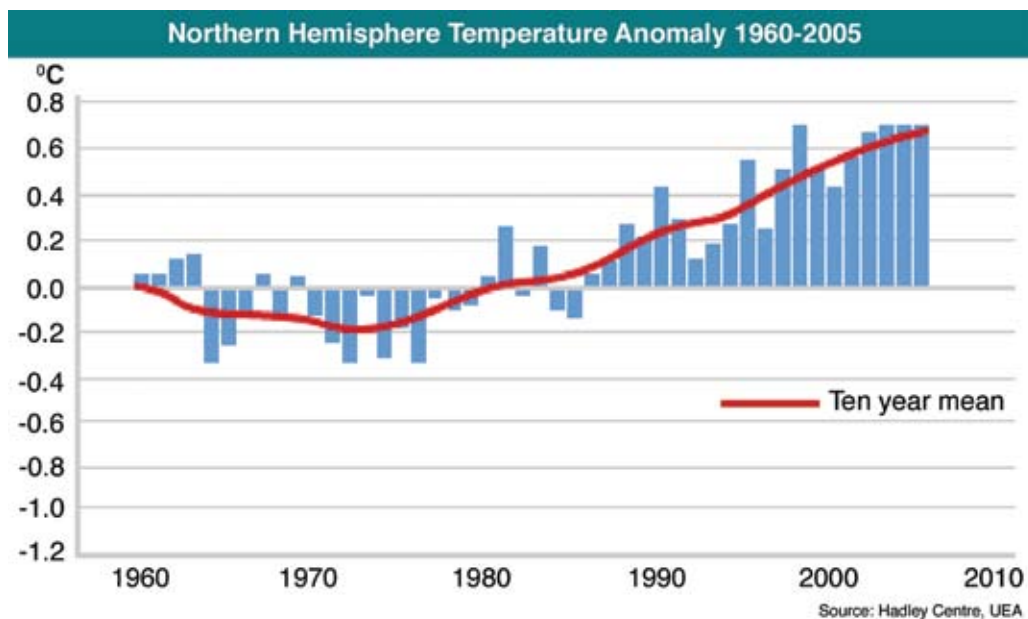 Northern Hemisphere Temperature Anomaly 1960-2005
⁰C
0.8
0.6
0.4
0.2
0.0
-0.2
-0.4
-0.6
-0.8
-1.0
-1.2
Ten year mean
1960 1970 1980 1990 2000 2010
Source: Hadley Centre, UEA